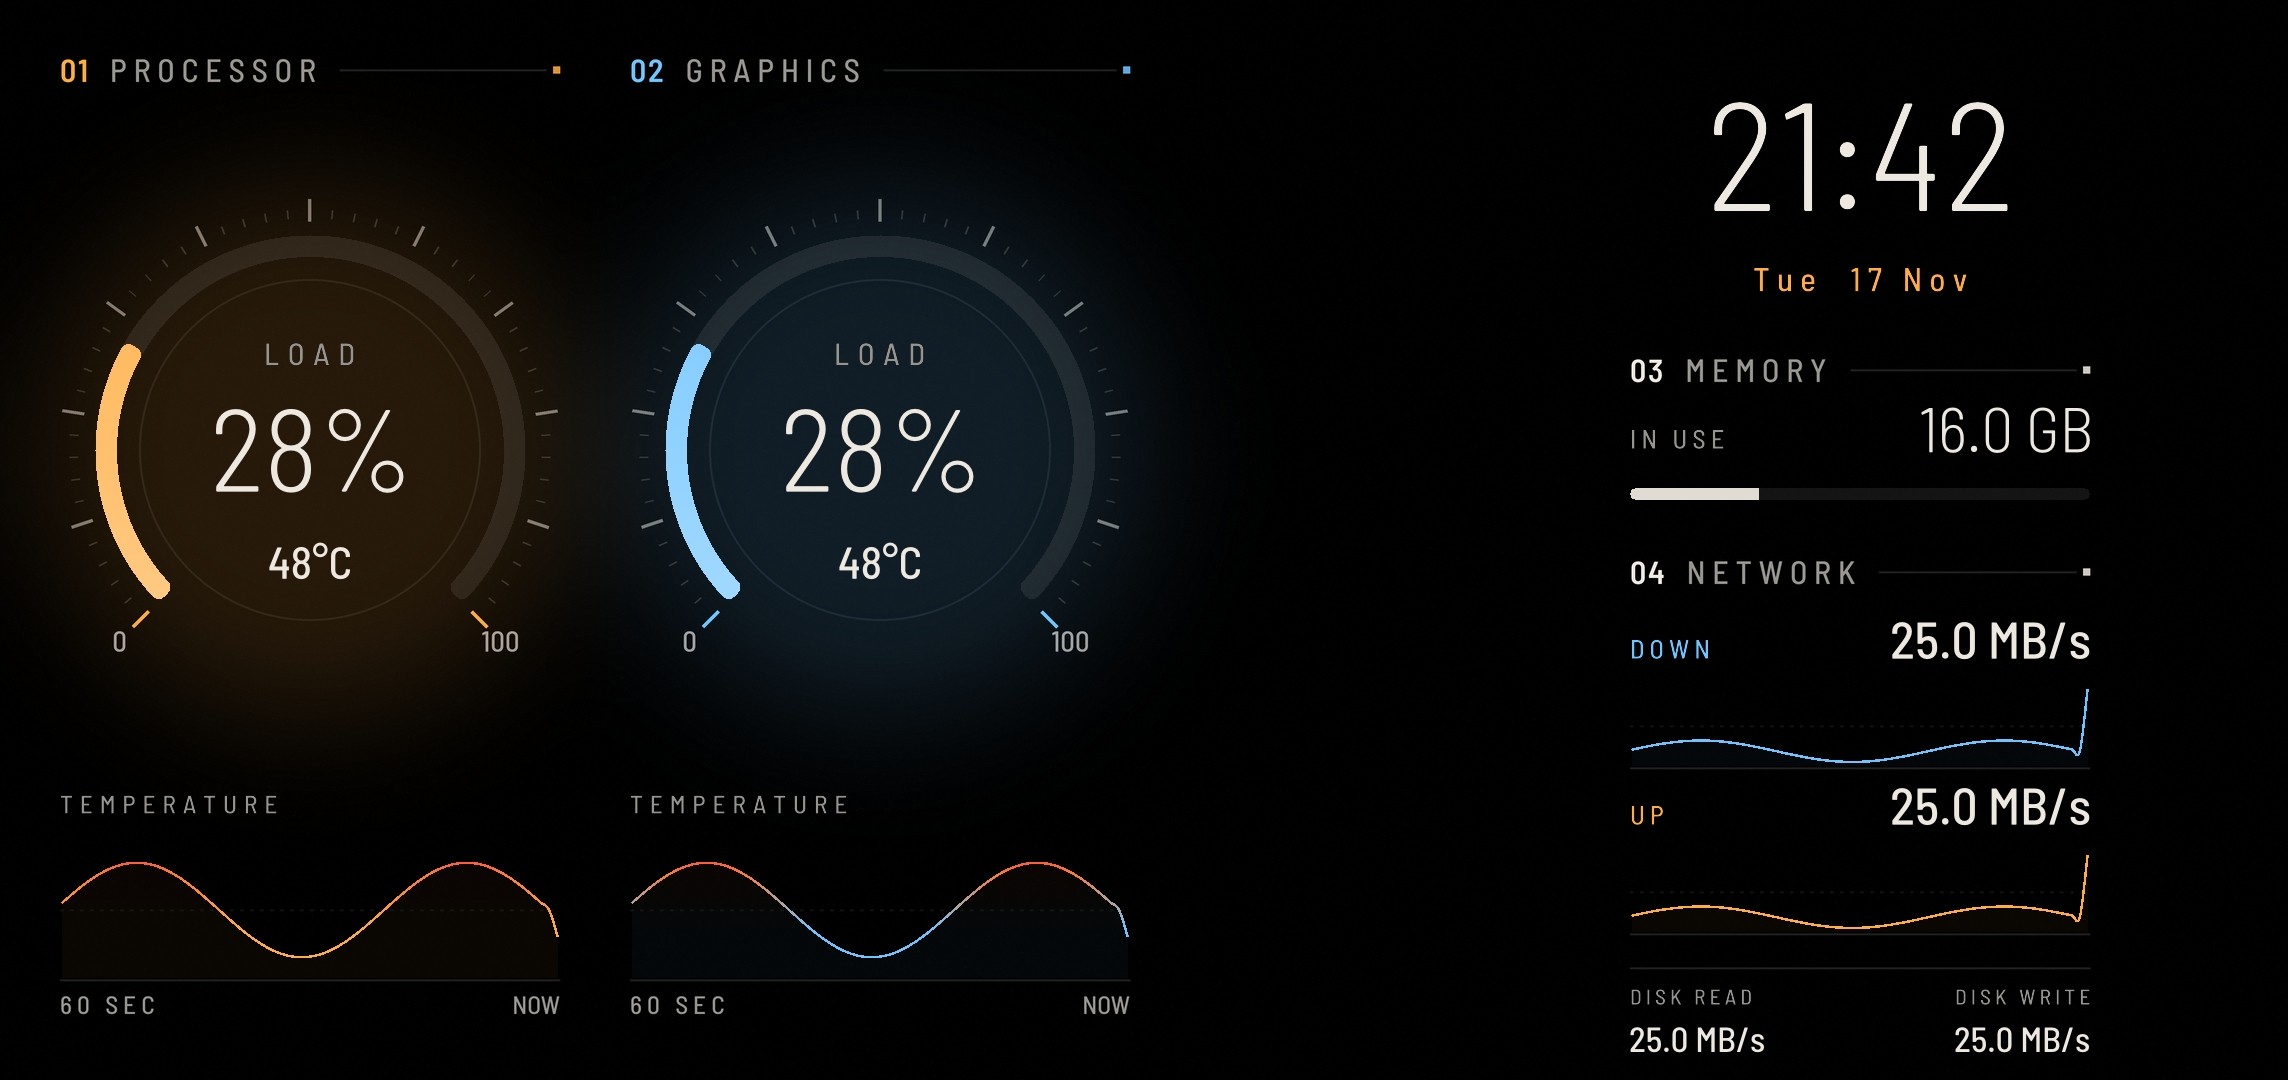 01 PROCESSOR
LOAD
28%
48°C
0
100
TEMPERATURE
60 SEC
NOW
02 GRAPHICS
LOAD
28%
48°C
0
100
TEMPERATURE
60 SEC
NOW
21:42
Tue 17 Nov
03 MEMORY
IN USE
16.0 GB
04 NETWORK
DOWN
25.0 MB/s
UP
25.0 MB/s
DISK READ
25.0 MB/s
DISK WRITE
25.0 MB/s